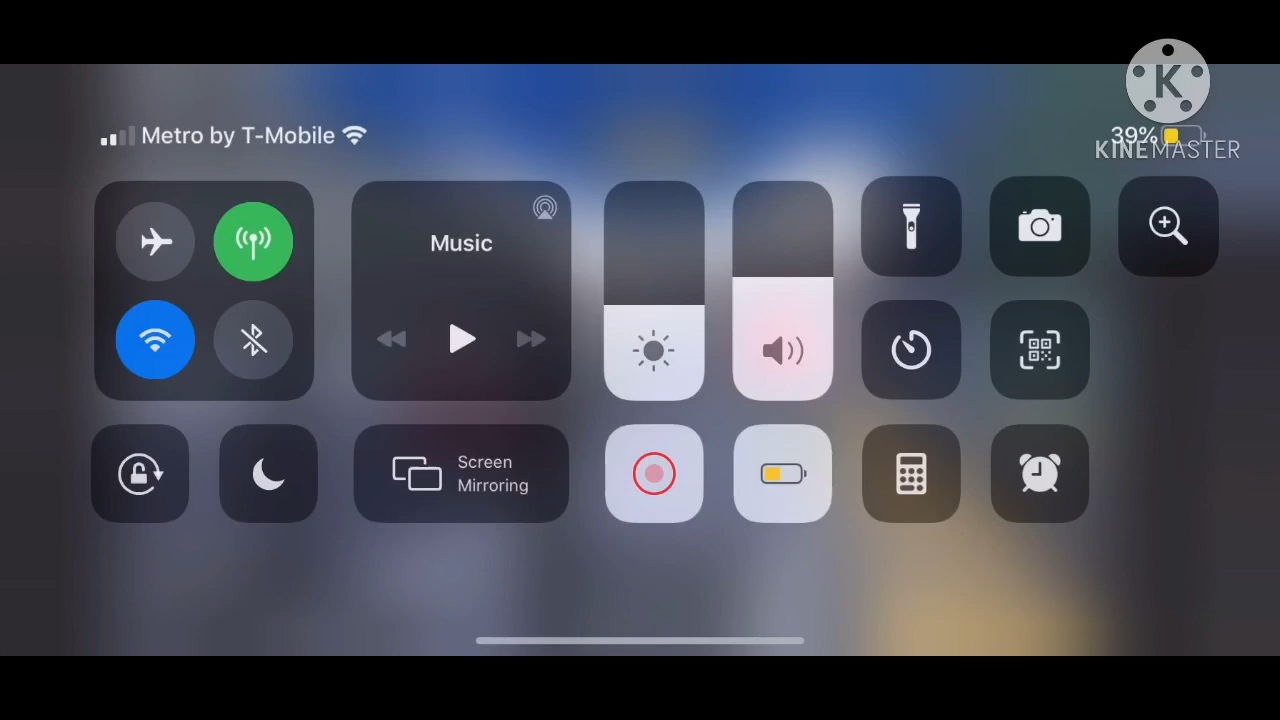 Metro by T-Mobile
39%
K
KINEMASTER
Music
Screen
Mirroring